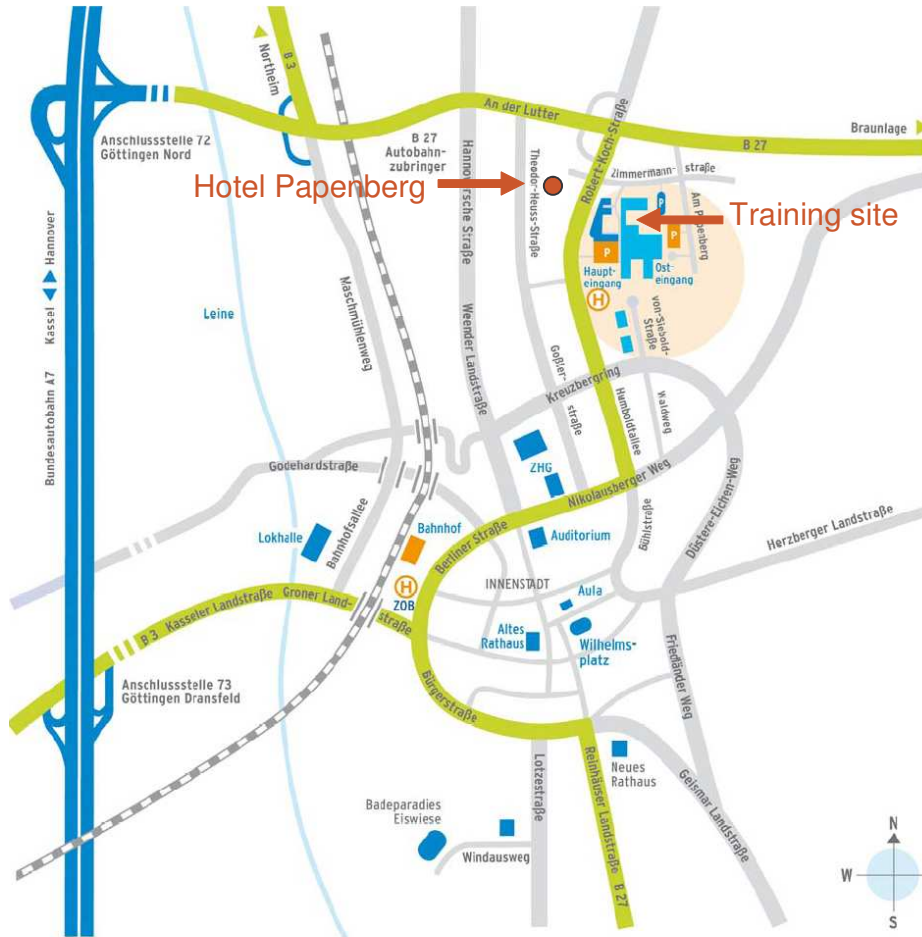 Northeim
B 3
An der Lutter
Robert-Koch-Straße
Braunlage
B 27
Anschlussstelle 72
Göttingen Nord
B 27
Autobahn-
zubringer
Hannoversche Straße
Theodor-Heuss-Straße
Zimmermann-
straße
Hotel Papenberg
Training site
Am Papenberg
P
P
P
Haupt-
eingang
Ost-
eingang
H
von-Siebold-
Straße
Kassel
Hannover
Bundesautobahn A7
Leine
Maschmühlenweg
Weender Landstraße
Goßler-
straße
Kreuzbergring
Humboldtallee
Waldweg
Godehardstraße
ZHG
Nikolausberger Weg
Düstere-Eichen-Weg
Lokhalle
Bahnhofsallee
Bahnhof
Berliner Straße
Auditorium
Bühlstraße
Herzberger Landstraße
H
ZOB
INNENSTADT
Aula
B 3
Kasseler Landstraße
Groner Land-
straße
Altes
Rathaus
Wilhelms-
platz
Friedländer Weg
Anschlussstelle 73
Göttingen Dransfeld
Bürgerstraße
Lotzestraße
Reinhäuser Landstraße
B 27
Neues
Rathaus
Geismar Landstraße
Badeparadies
Eiswiese
Windausweg
N
W
S